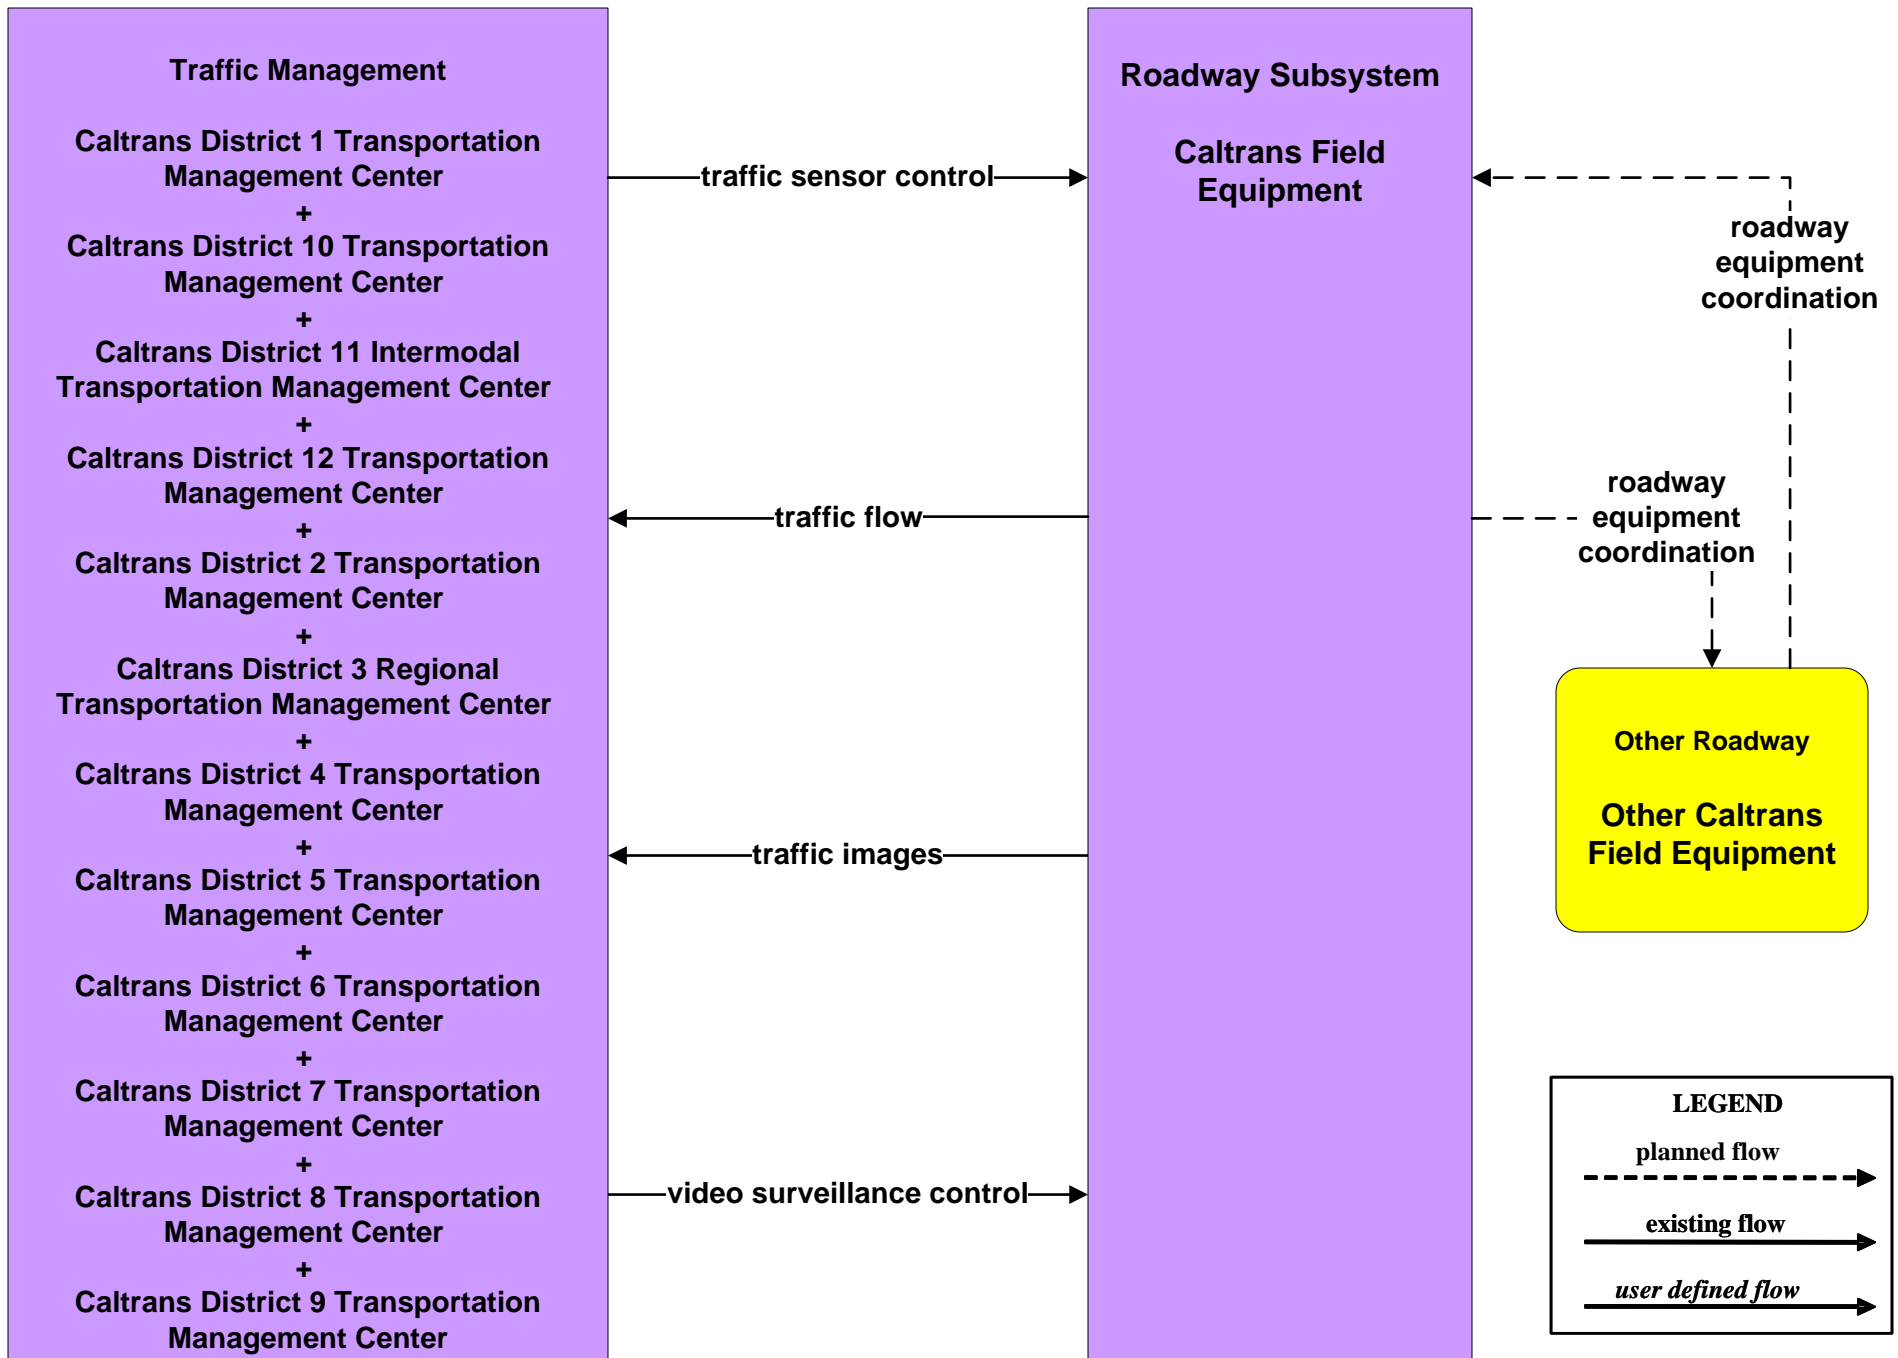 Traffic Management
Caltrans District 1 Transportation
Management Center
+
Caltrans District 10 Transportation
Management Center
+
Caltrans District 11 Intermodal
Transportation Management Center
+
Caltrans District 12 Transportation
Management Center
+
Caltrans District 2 Transportation
Management Center
+
Caltrans District 3 Regional
Transportation Management Center
+
Caltrans District 4 Transportation
Management Center
+
Caltrans District 5 Transportation
Management Center
+
Caltrans District 6 Transportation
Management Center
+
Caltrans District 7 Transportation
Management Center
+
Caltrans District 8 Transportation
Management Center
+
Caltrans District 9 Transportation
Management Center
traffic sensor control
traffic flow
traffic images
video surveillance control
Roadway Subsystem
Caltrans Field
Equipment
roadway
equipment
coordination
roadway
equipment
coordination
Other Roadway
Other Caltrans
Field Equipment
LEGEND
planned flow
existing flow
user defined flow